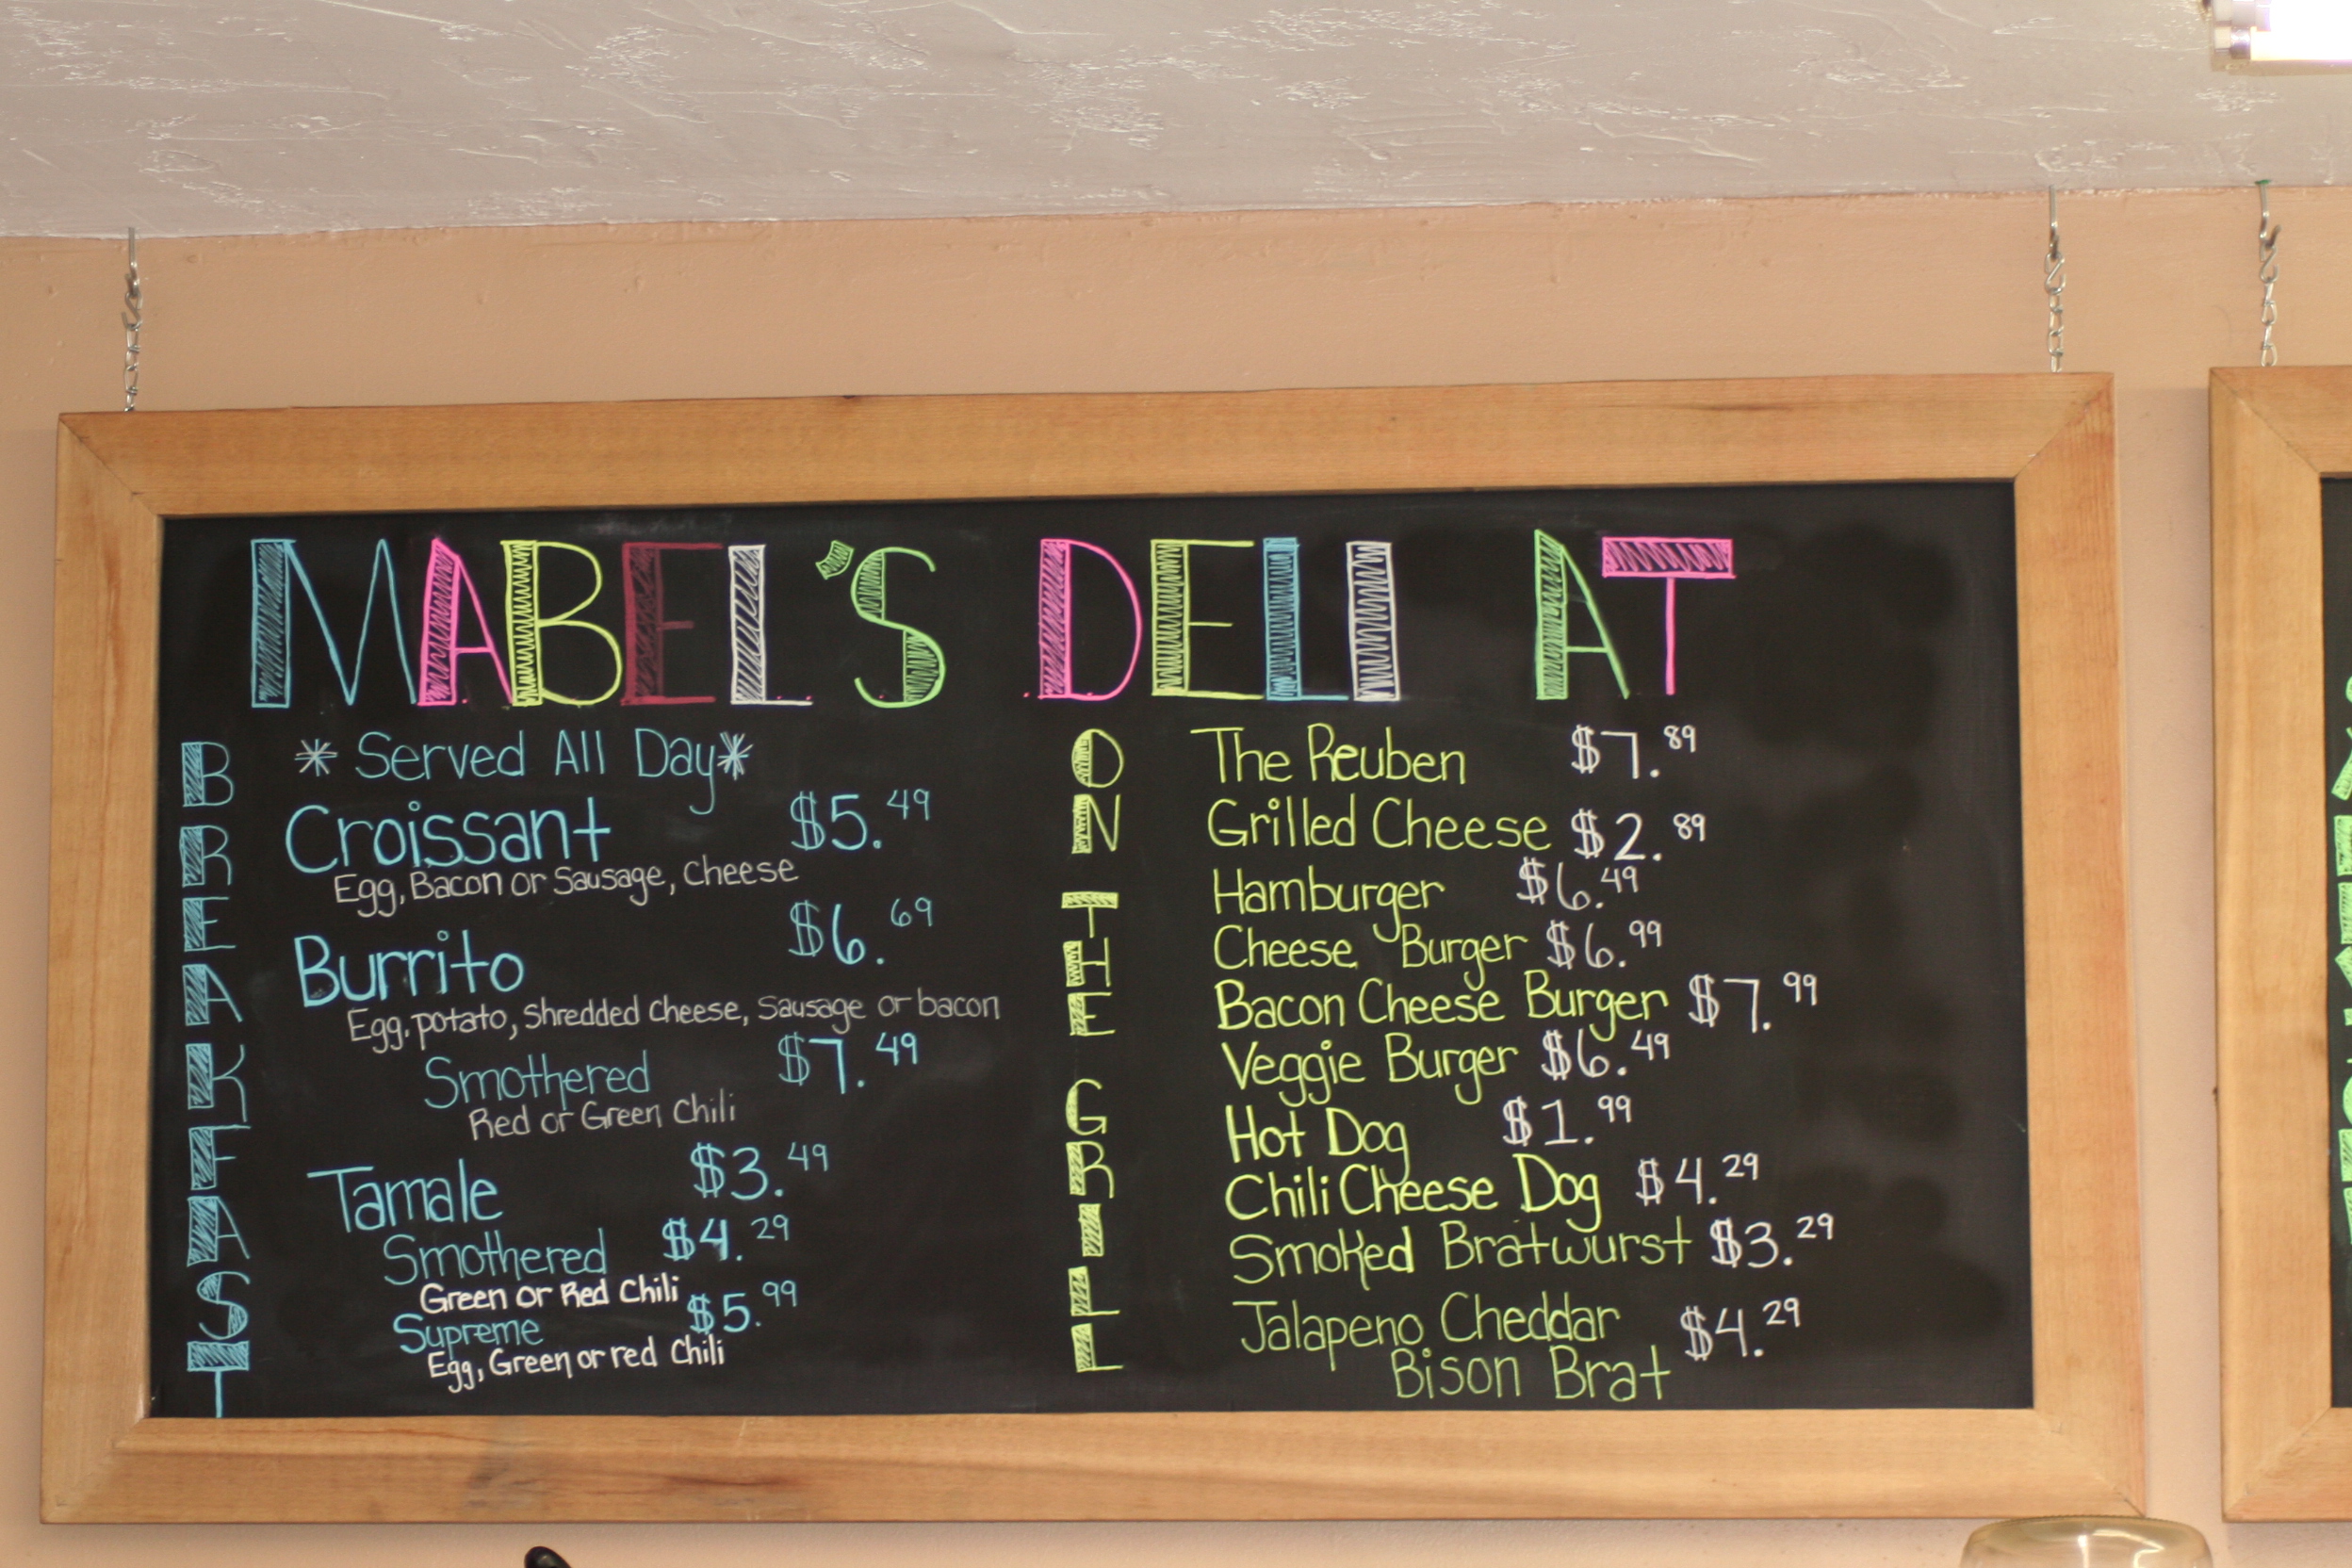 MABEL'S DELI AT
BREAKFAST
* Served All Day*
Croissant $5.49
Egg, Bacon or Sausage, Cheese
Burrito $6.69
Egg, potato, Shredded Cheese, Sausage or bacon
Smothered $7.49
Red or Green Chili
Tamale $3.49
Smothered $4.29
Green or Red Chili
Supreme $5.99
Egg, Green or red Chili
ON THE GRILL
The Reuben $7.89
Grilled Cheese $2.89
Hamburger $6.49
Cheese Burger $6.99
Bacon Cheese Burger $7.99
Veggie Burger $6.49
Hot Dog $1.99
Chili Cheese Dog $4.29
Smoked Bratwurst $3.29
Jalapeno Cheddar $4.29
Bison Brat